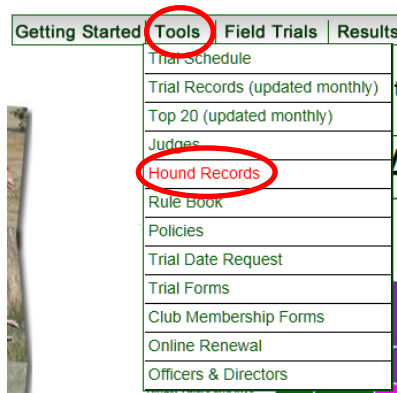 Getting Started Tools Field Trials Results
Trial Schedule
Trial Records (updated monthly)
Top 20 (updated monthly)
Judges
Hound Records
Rule Book
Policies
Trial Date Request
Trial Forms
Club Membership Forms
Online Renewal
Officers & Directors